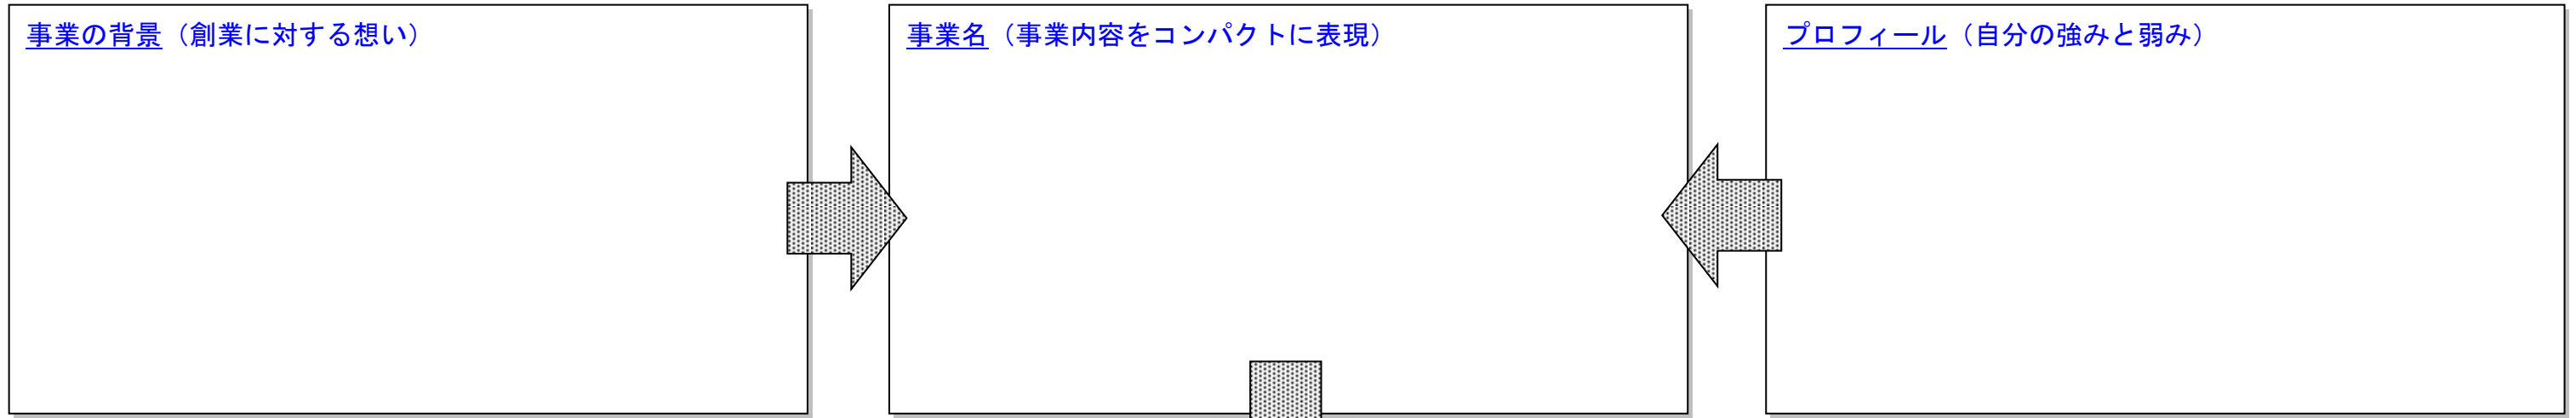 事業の背景（創業に対する想い）
事業名（事業内容をコンパクトに表現）
プロフィール（自分の強みと弱み）